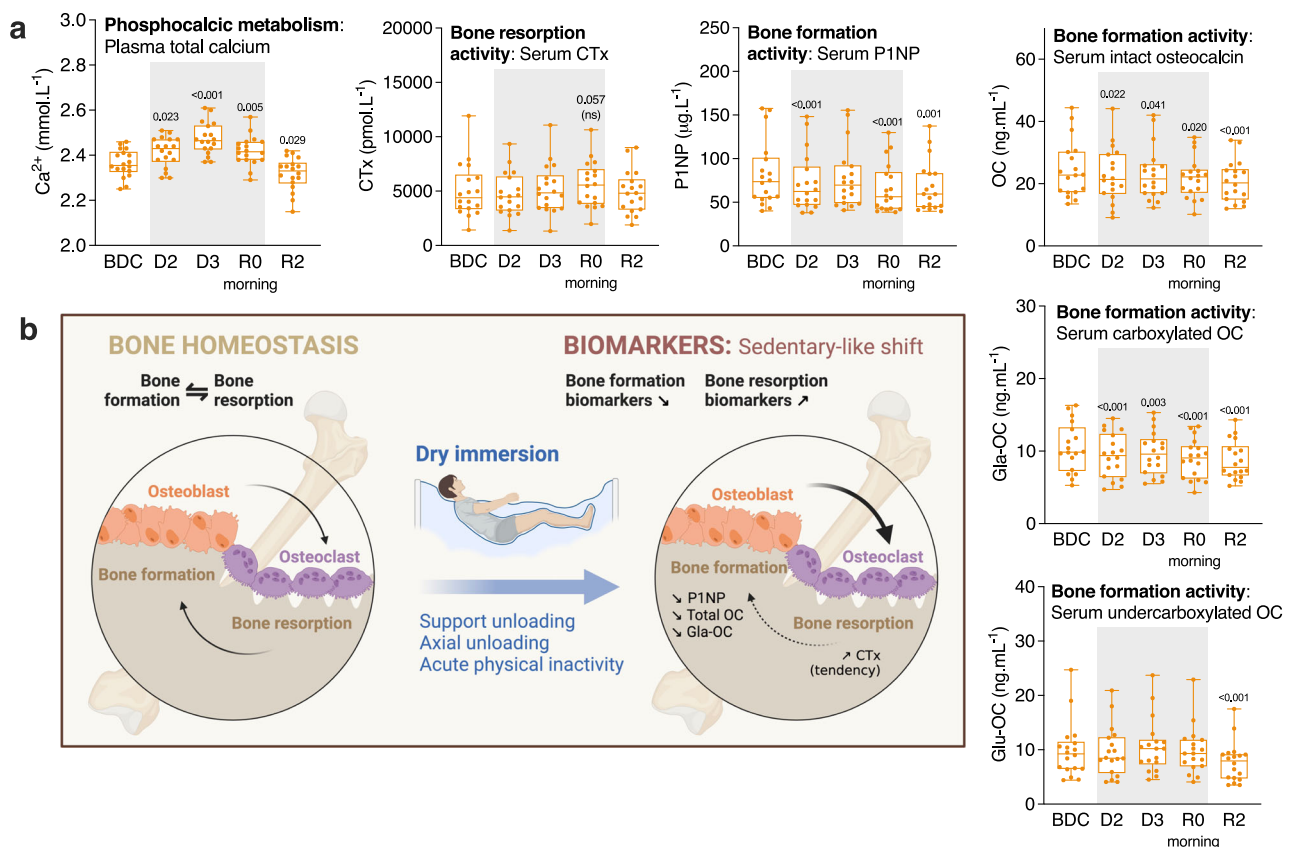 a
Phosphocalcic metabolism:
Plasma total calcium
Ca2+ (mmol.L−1)
3.0
2.8
2.6
2.4
2.2
2.0
0.023
<0.001
0.005
0.029
BDC D2 D3 R0 R2
morning
Bone resorption
activity: Serum CTx
CTx (pmol.L−1)
20000
15000
10000
5000
0
0.057
(ns)
BDC D2 D3 R0 R2
morning
Bone formation
activity: Serum P1NP
P1NP (µg.L−1)
250
200
150
100
50
0
<0.001
<0.001
0.001
BDC D2 D3 R0 R2
morning
Bone formation activity:
Serum intact osteocalcin
OC (ng.mL−1)
60
40
20
0
0.022
0.041
0.020
<0.001
BDC D2 D3 R0 R2
morning
Bone formation activity:
Serum carboxylated OC
Gla-OC (ng.mL−1)
30
20
10
0
<0.001
0.003
<0.001
<0.001
BDC D2 D3 R0 R2
morning
Bone formation activity:
Serum undercarboxylated OC
Glu-OC (ng.mL−1)
40
30
20
10
0
<0.001
BDC D2 D3 R0 R2
morning
b
BONE HOMEOSTASIS
Bone
formation
⇋
Bone
resorption
Osteoblast
Osteoclast
Bone formation
Bone resorption
Dry immersion
Support unloading
Axial unloading
Acute physical inactivity
BIOMARKERS: Sedentary-like shift
Bone formation
biomarkers ↘
Bone resorption
biomarkers ↗
Osteoblast
Osteoclast
Bone formation
↘ P1NP
↘ Total OC
↘ Gla-OC
Bone resorption
↗ CTx
(tendency)